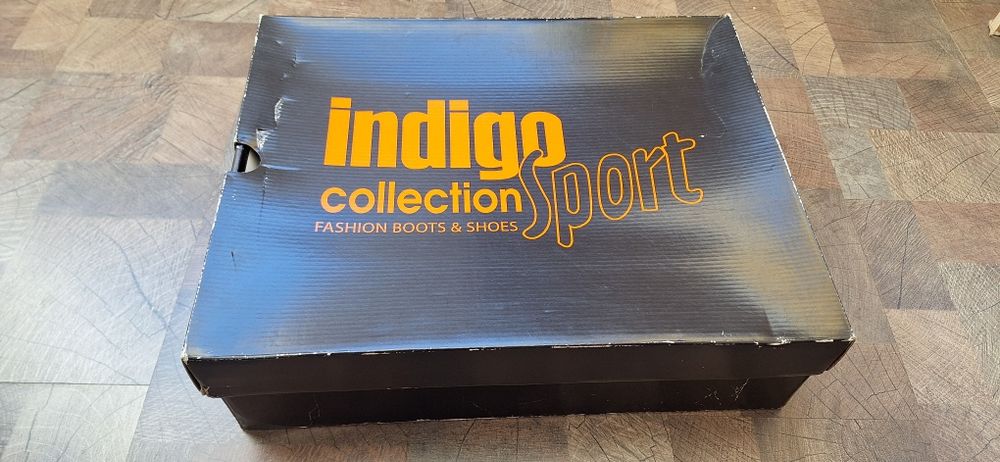 indigo
collection Sport
FASHION BOOTS & SHOES